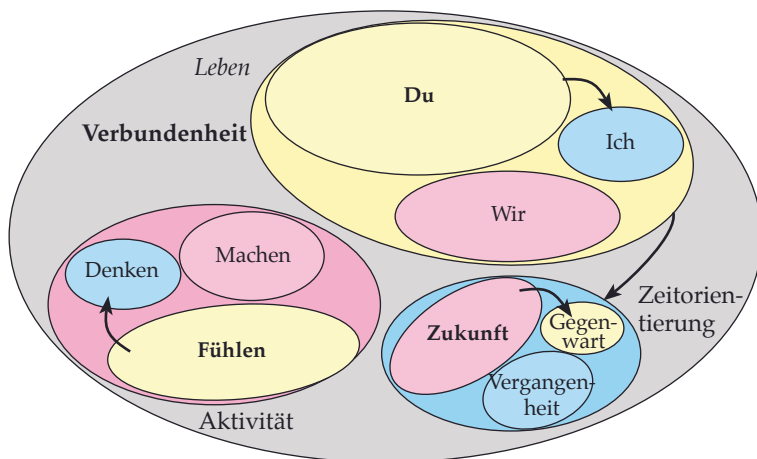 Leben
Du
Verbundenheit
Ich
Wir
Machen
Denken
Fühlen
Aktivität
Zeitorien-
tierung
Zukunft
Gegen-
wart
Vergangen-
heit